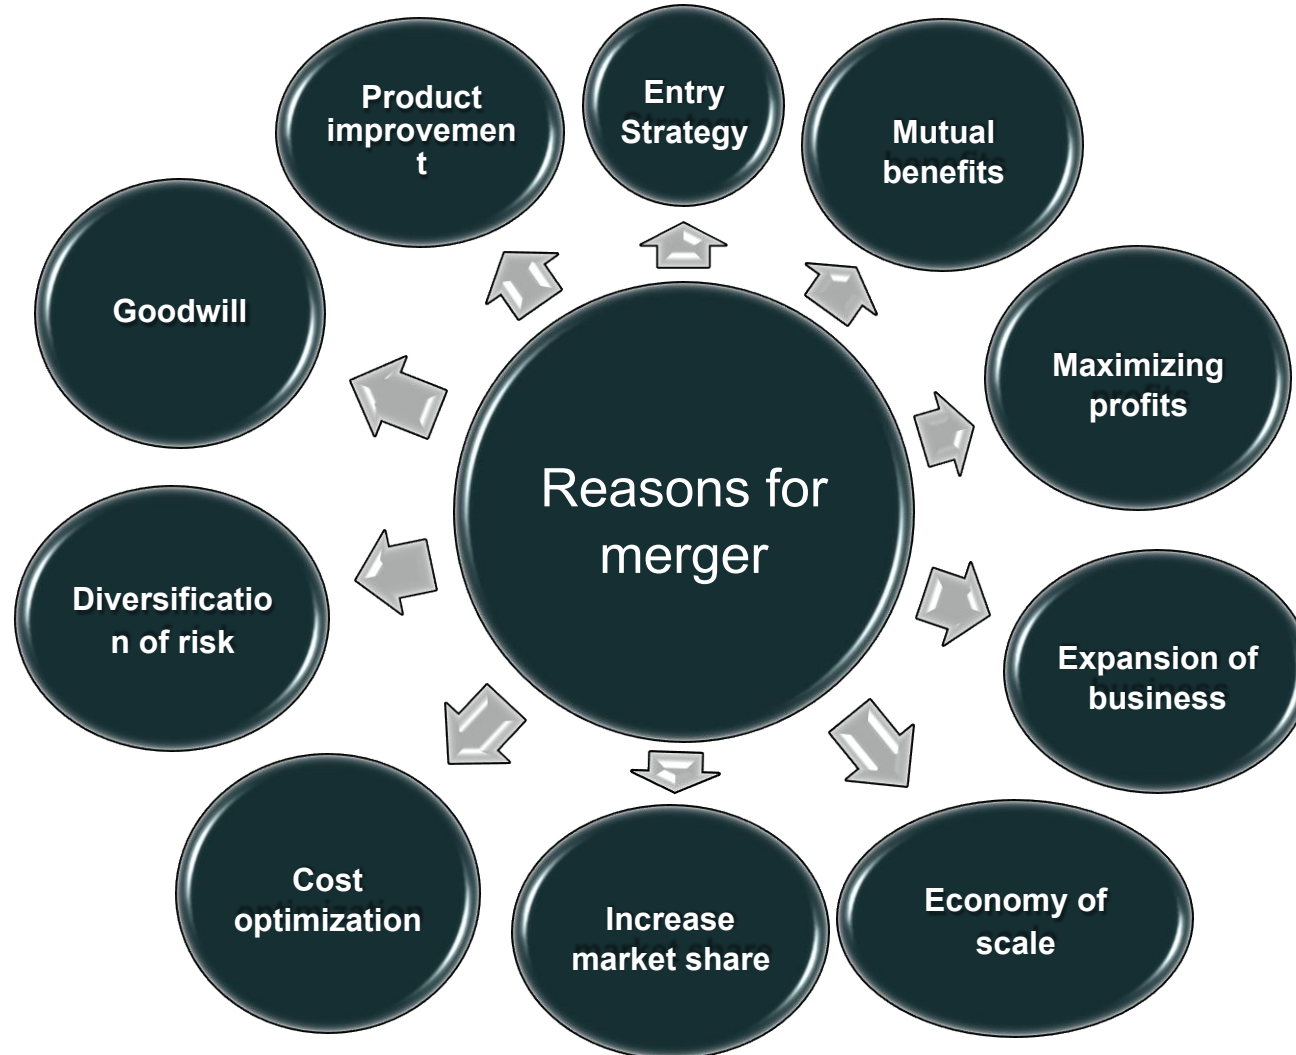 Entry
Strategy
Mutual
benefits
Maximizing
profits
Expansion of
business
Economy of
scale
Increase
market share
Cost
optimization
Diversificatio
n of risk
Goodwill
Product
improvemen
t
Reasons for
merger